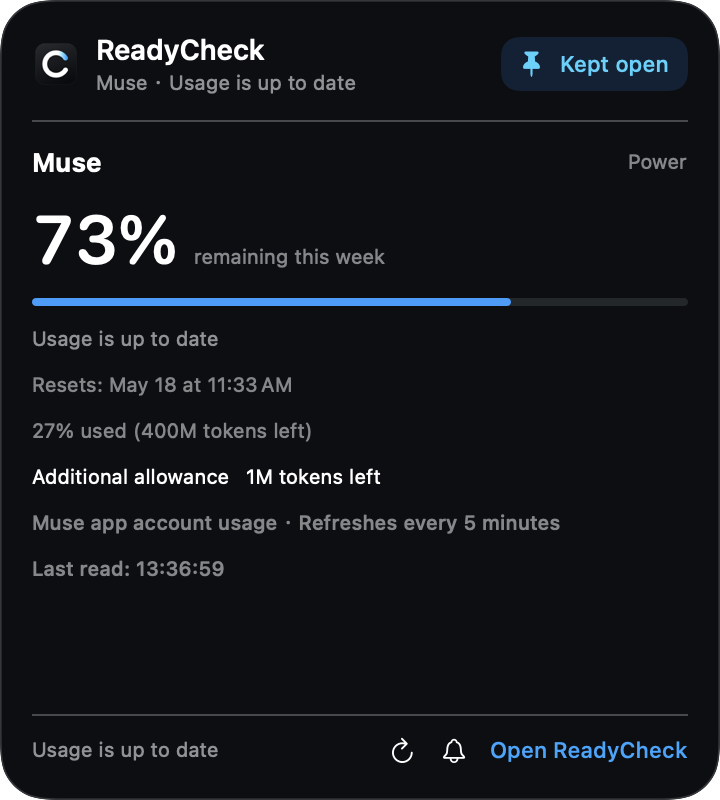 ReadyCheck
Muse · Usage is up to date
Kept open
Muse
Power
73% remaining this week
Usage is up to date
Resets: May 18 at 11:33 AM
27% used (400M tokens left)
Additional allowance 1M tokens left
Muse app account usage · Refreshes every 5 minutes
Last read: 13:36:59
Usage is up to date
Open ReadyCheck